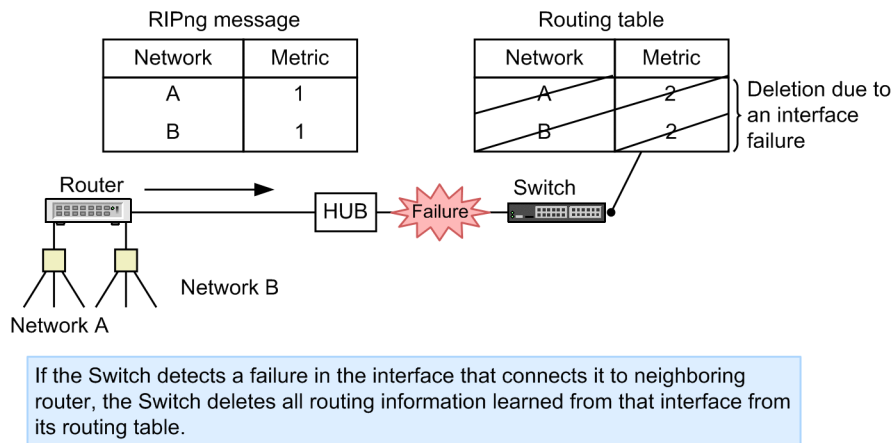 RIPng message
Routing table
Network Metric
A 1
B 1
Network Metric
A 2
B 2
Deletion due to
an interface
failure
Router
HUB
Failure
Switch
Network B
Network A
If the Switch detects a failure in the interface that connects it to neighboring
router, the Switch deletes all routing information learned from that interface from
its routing table.